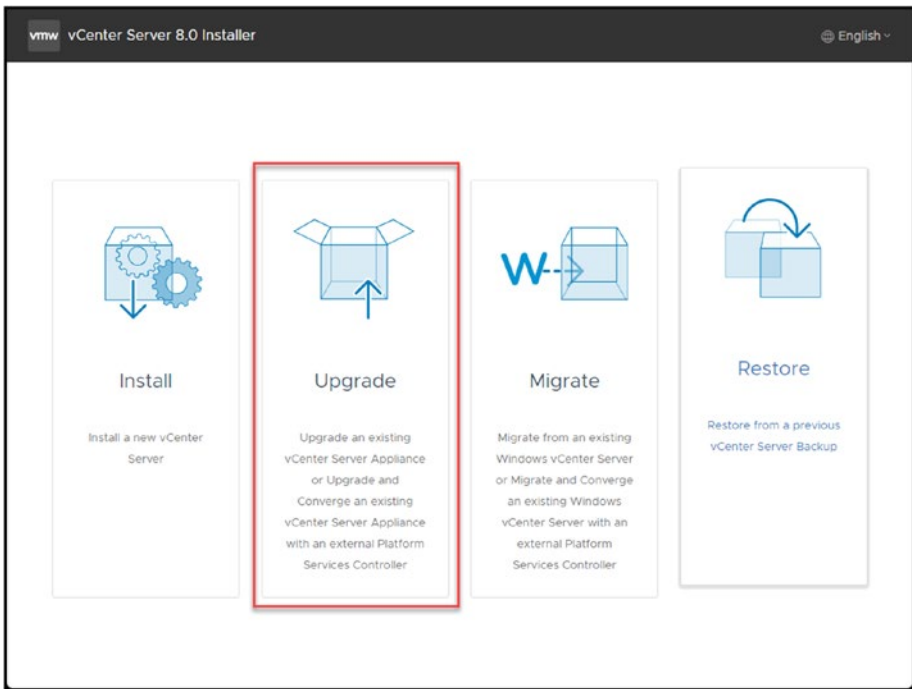 vmw vCenter Server 8.0 Installer
English
W
Install
Install a new vCenter
Server
Upgrade
Upgrade an existing
vCenter Server Appliance
or Upgrade and
Converge an existing
vCenter Server Appliance
with an external Platform
Services Controller
Migrate
Migrate from an existing
Windows vCenter Server
or Migrate and Converge
an existing Windows
vCenter Server with an
external Platform
Services Controller
Restore
Restore from a previous
vCenter Server Backup